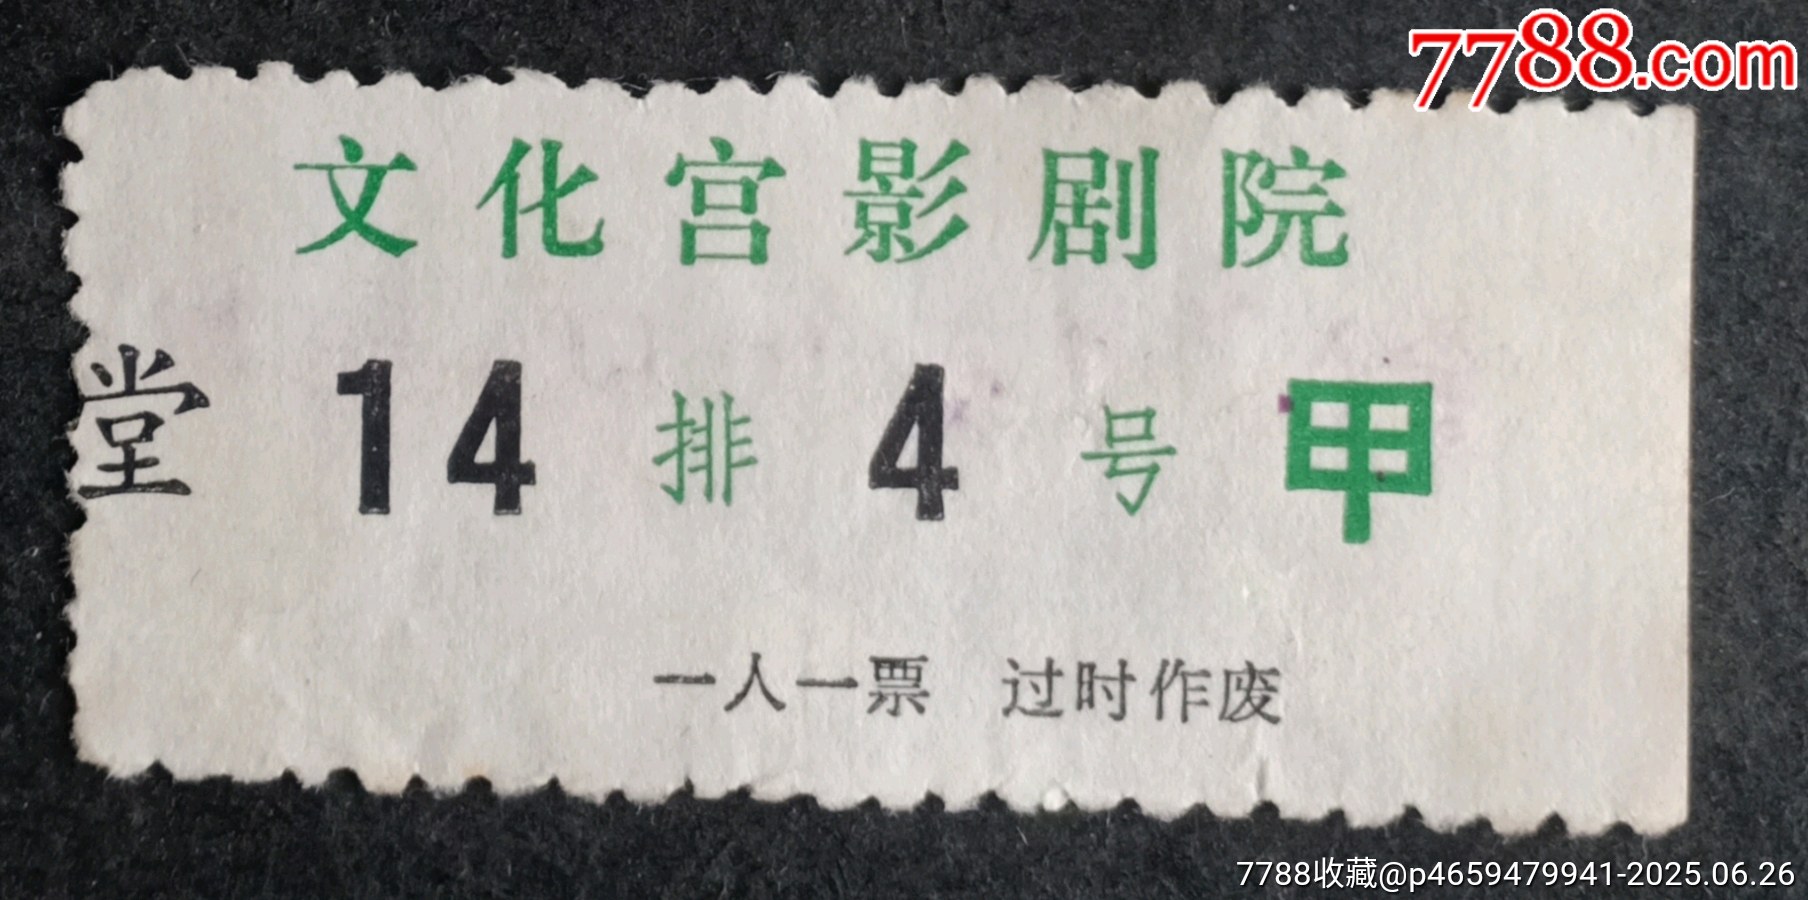 7788.com
文化宫影剧院
堂 14 排 4 号 甲
一人一票 过时作废
7788收藏@p4659479941-2025.06.26